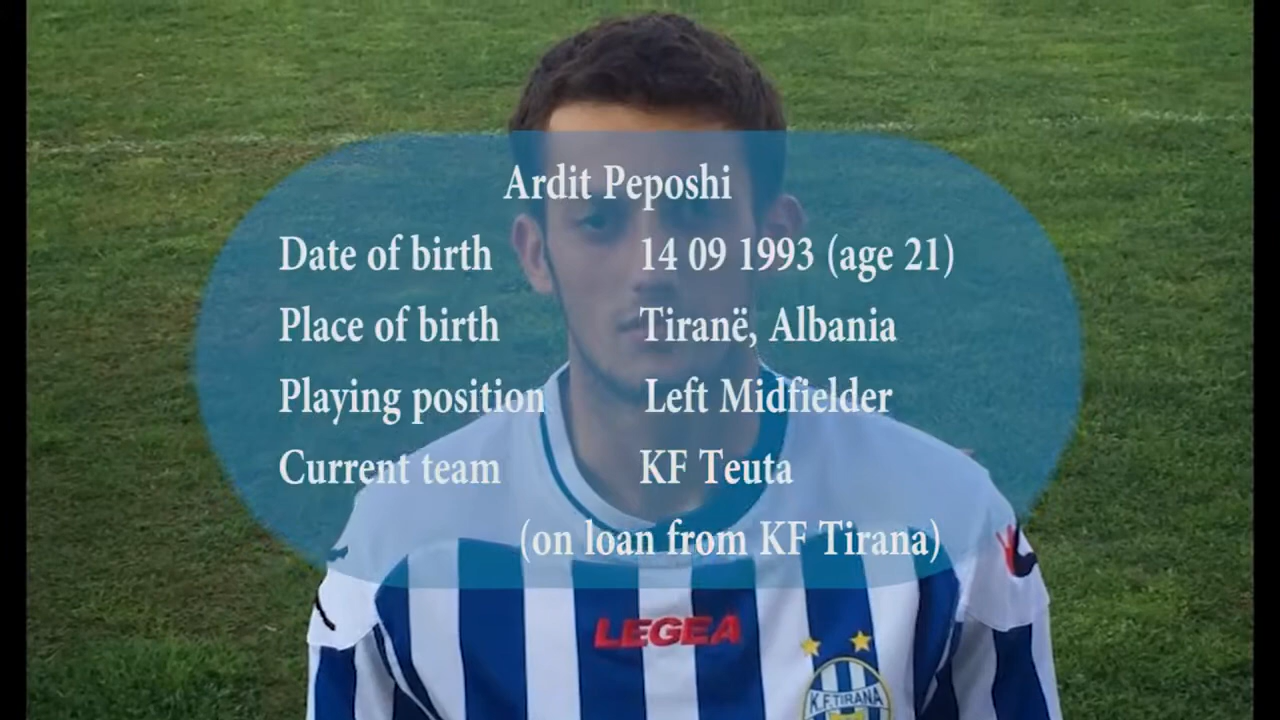 Ardit Peposhi
Date of birth 14 09 1993 (age 21)
Place of birth Tiranë, Albania
Playing position Left Midfielder
Current team KF Teuta
(on loan from KF Tirana)
LEGEA
K.F.TIRANA